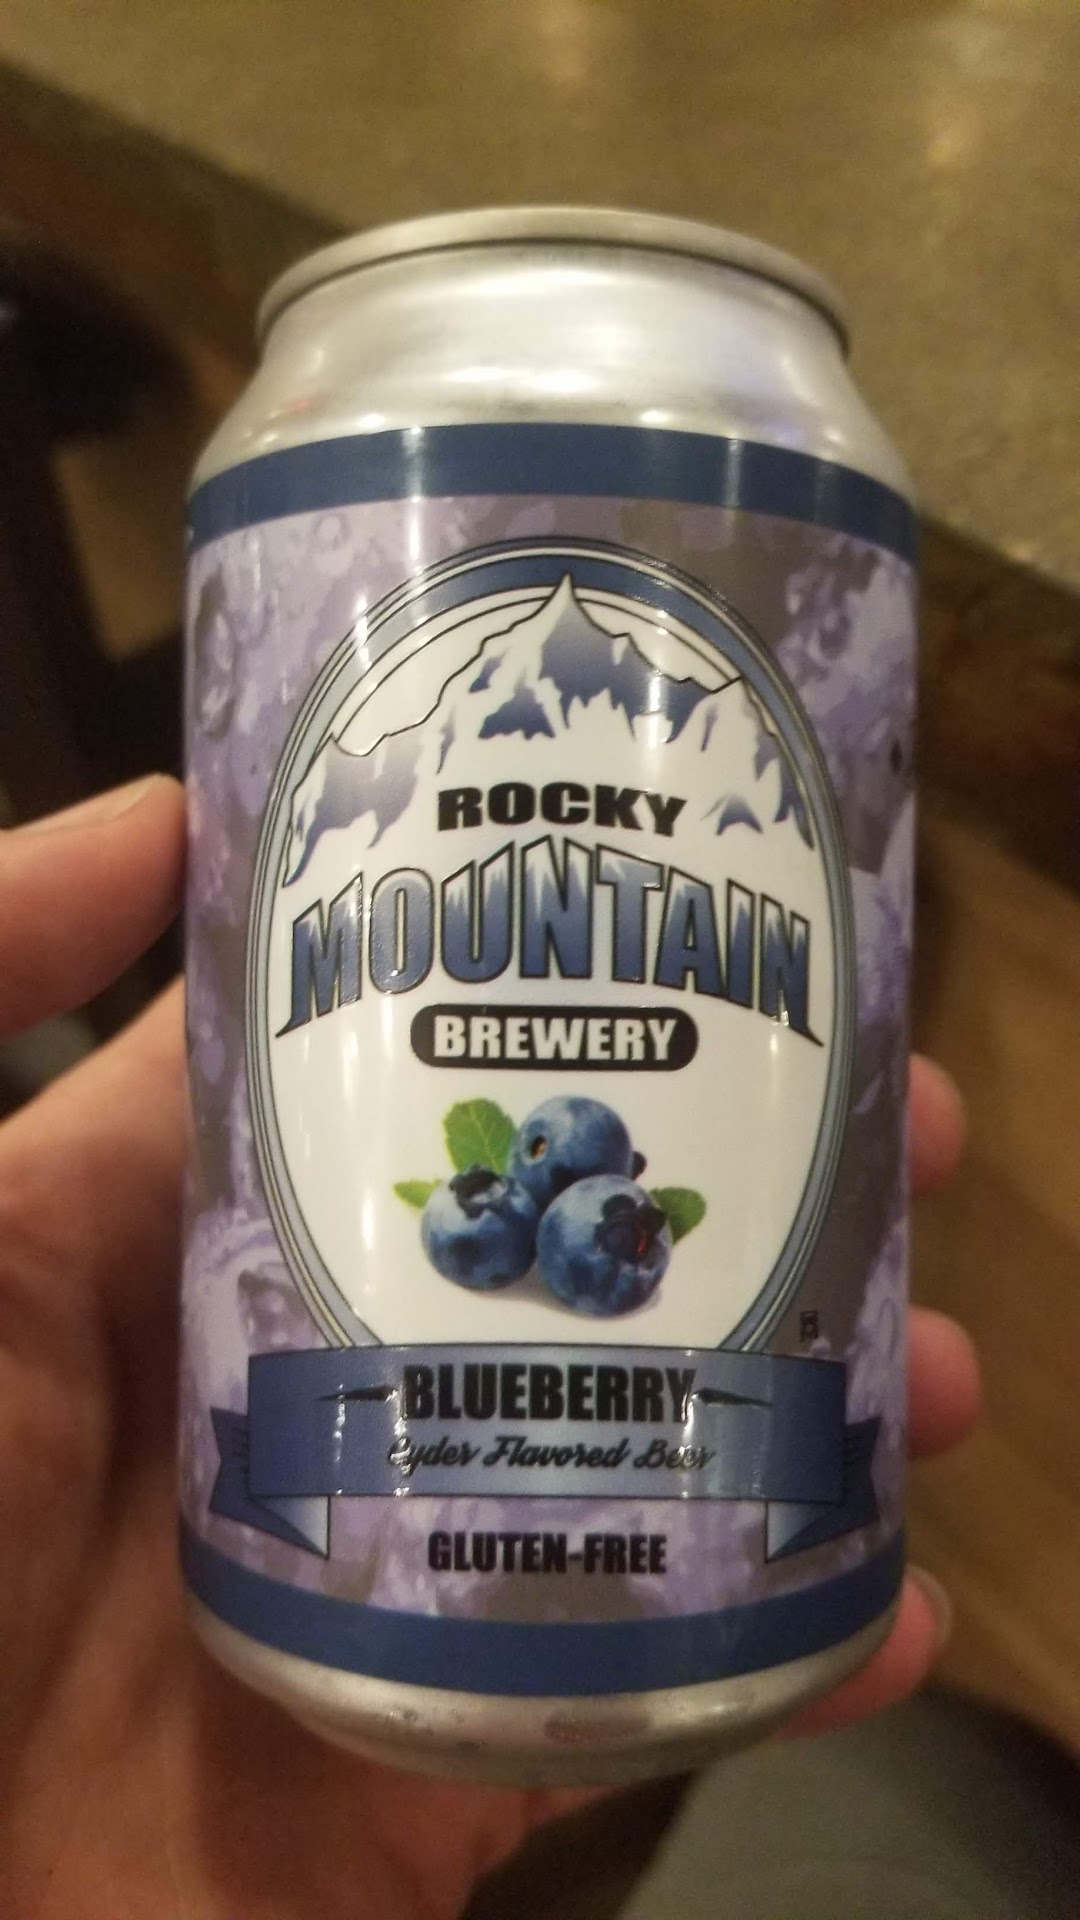 ROCKY
MOUNTAIN
BREWERY
BLUEBERRY
Cyder Flavored Beer
GLUTEN-FREE